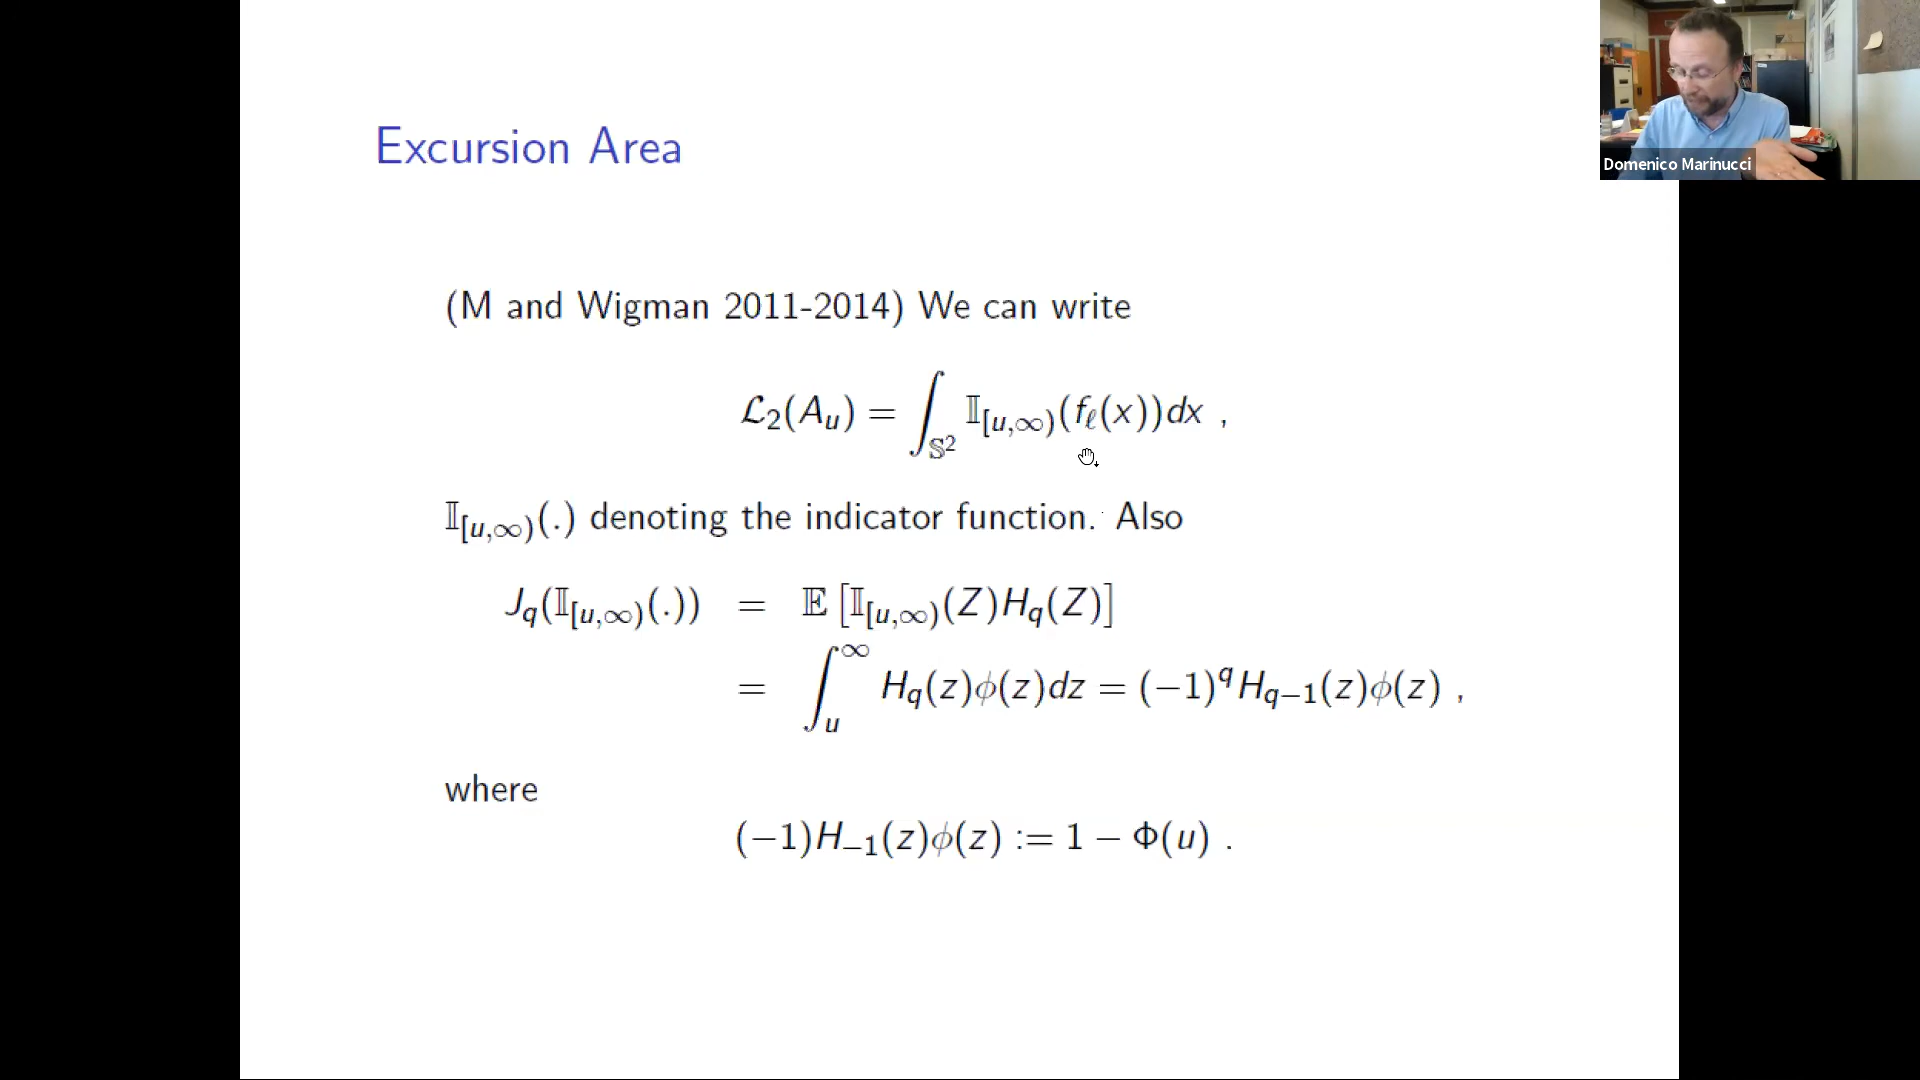 Excursion Area
(M and Wigman 2011-2014) We can write
𝓛₂(Aᵤ) = ∫_{𝕊²} 𝕀_{[u,∞)}(f_ℓ(x))dx ,
𝕀_{[u,∞)}(.) denoting the indicator function. Also
J_q(𝕀_{[u,∞)}(.)) = 𝔼 [𝕀_{[u,∞)}(Z)H_q(Z)]
= ∫_u^∞ H_q(z)ϕ(z)dz = (−1)^q H_{q−1}(z)ϕ(z) ,
where
(−1)H_{−1}(z)ϕ(z) := 1 − Φ(u) .
Domenico Marinucci